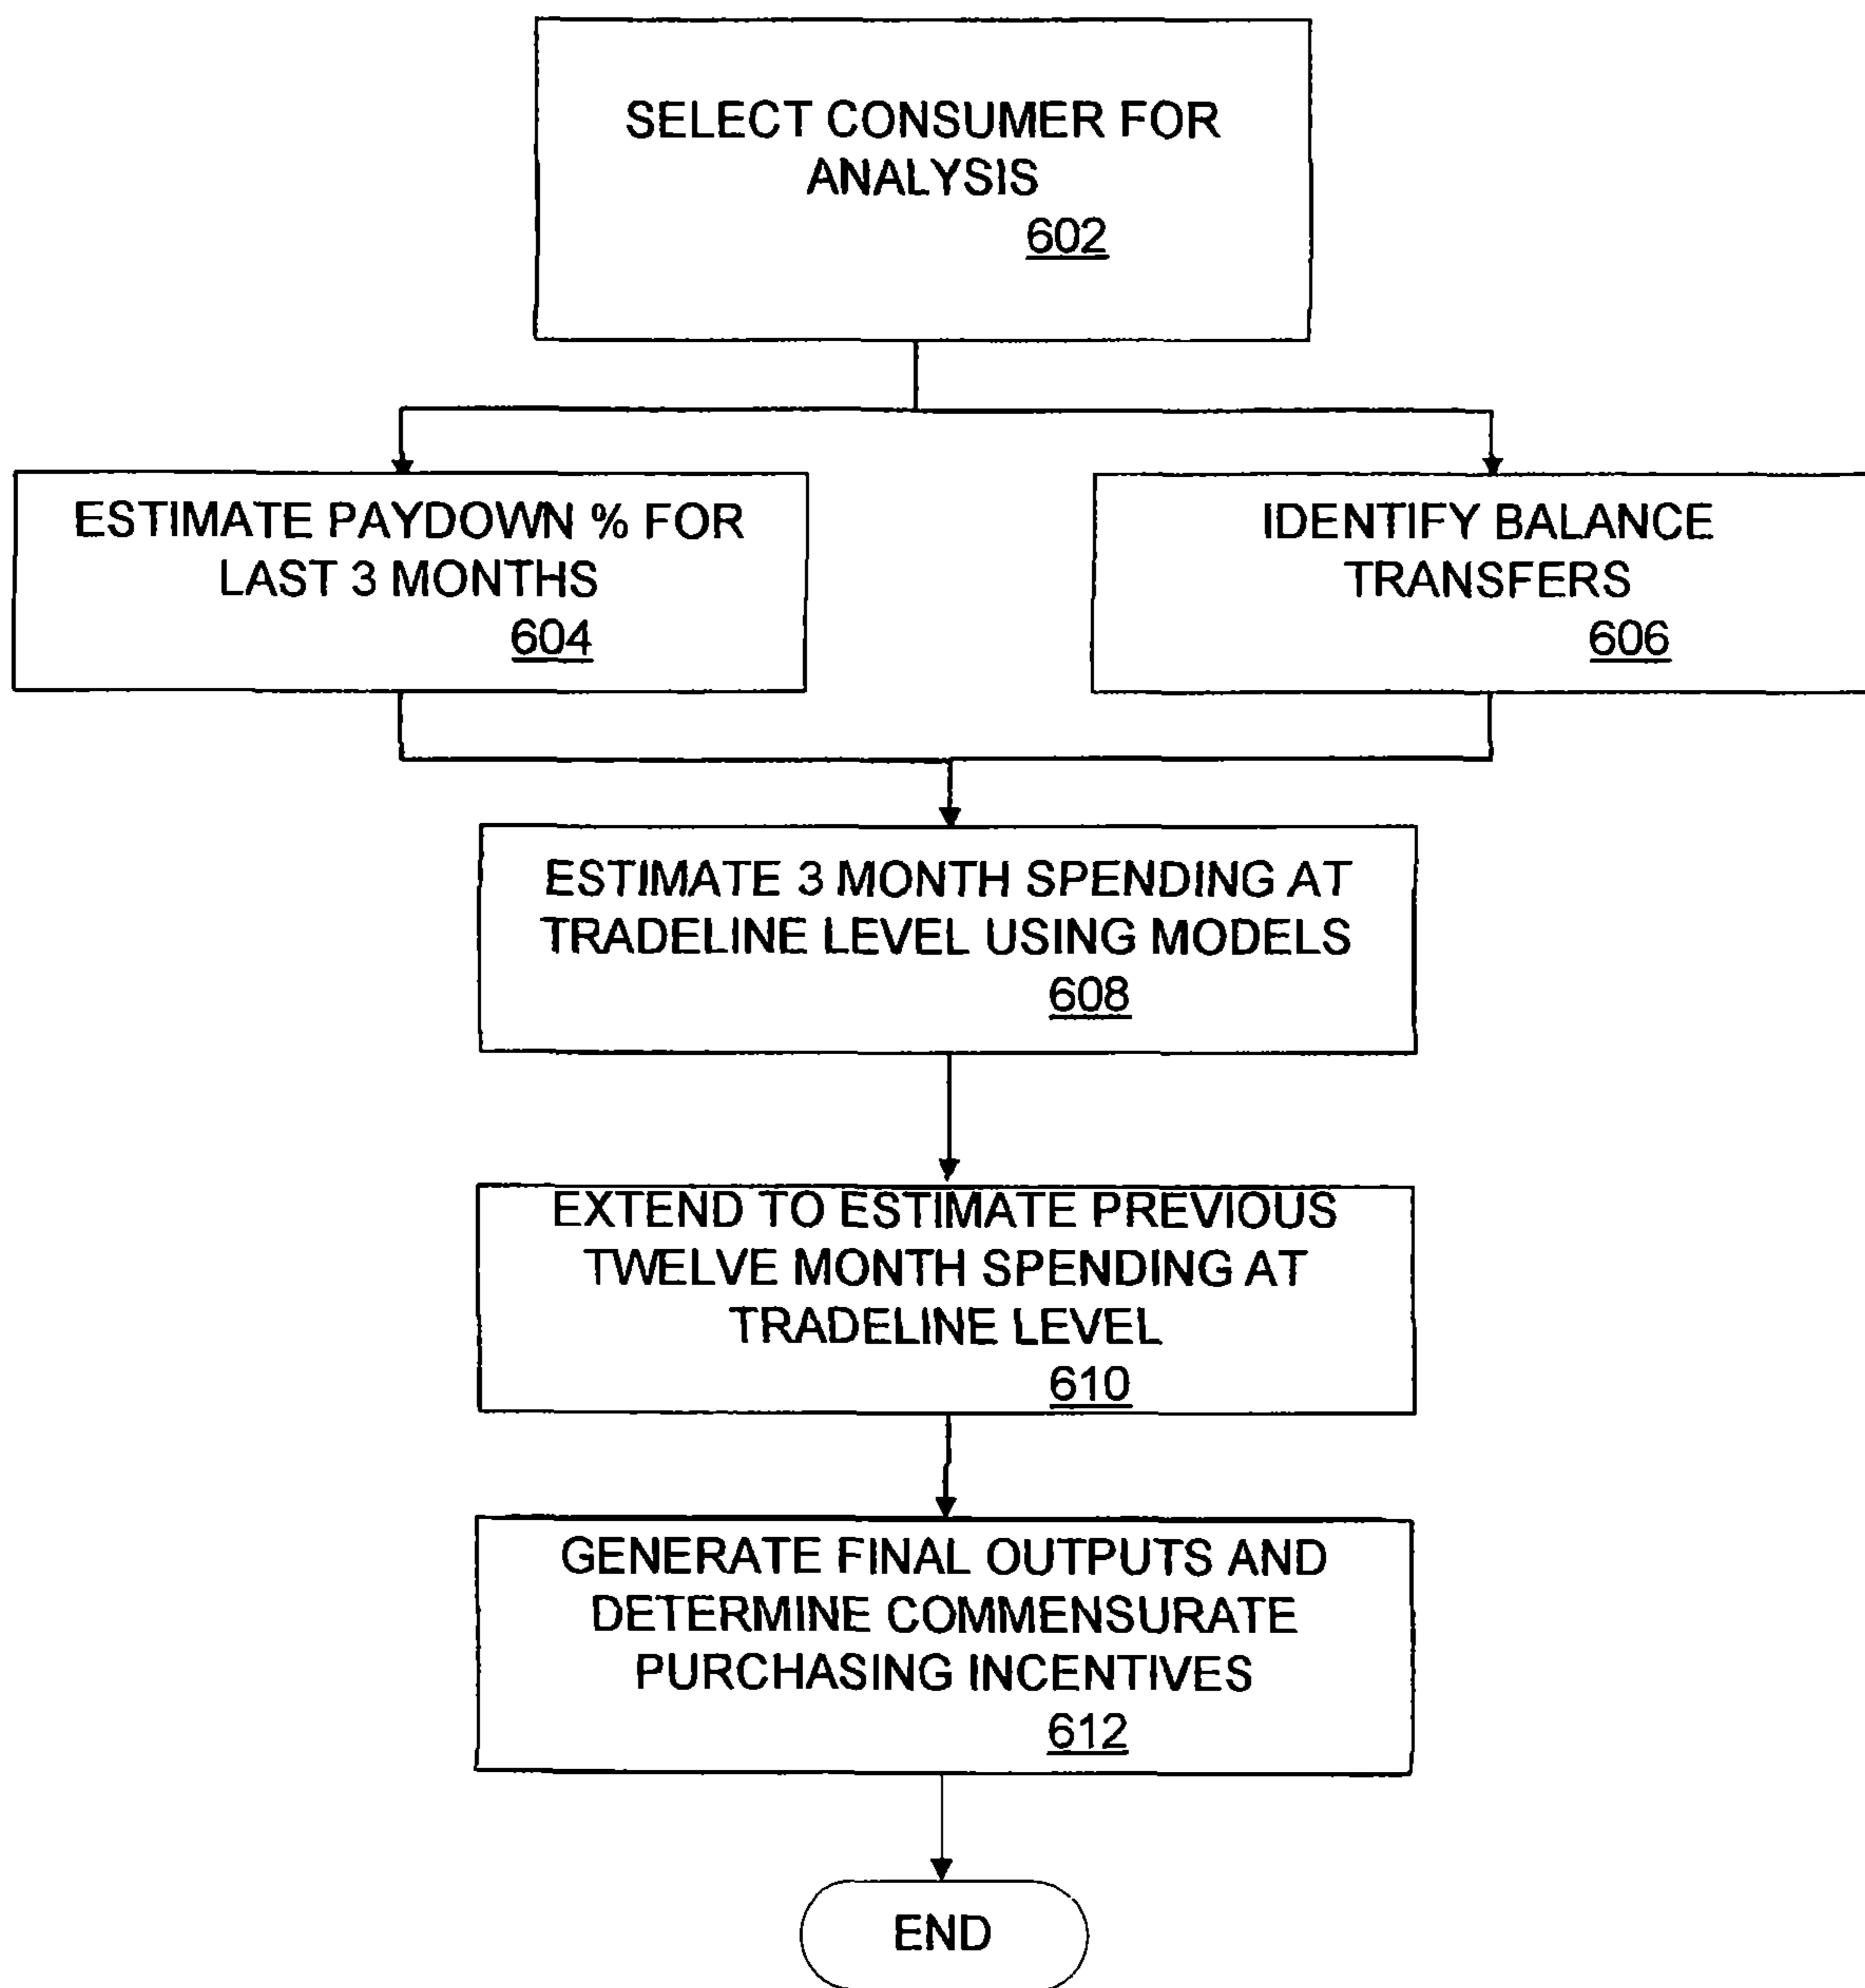 SELECT CONSUMER FOR
ANALYSIS
602
ESTIMATE PAYDOWN % FOR
LAST 3 MONTHS
604
IDENTIFY BALANCE
TRANSFERS
606
ESTIMATE 3 MONTH SPENDING AT
TRADELINE LEVEL USING MODELS
608
EXTEND TO ESTIMATE PREVIOUS
TWELVE MONTH SPENDING AT
TRADELINE LEVEL
610
GENERATE FINAL OUTPUTS AND
DETERMINE COMMENSURATE
PURCHASING INCENTIVES
612
END